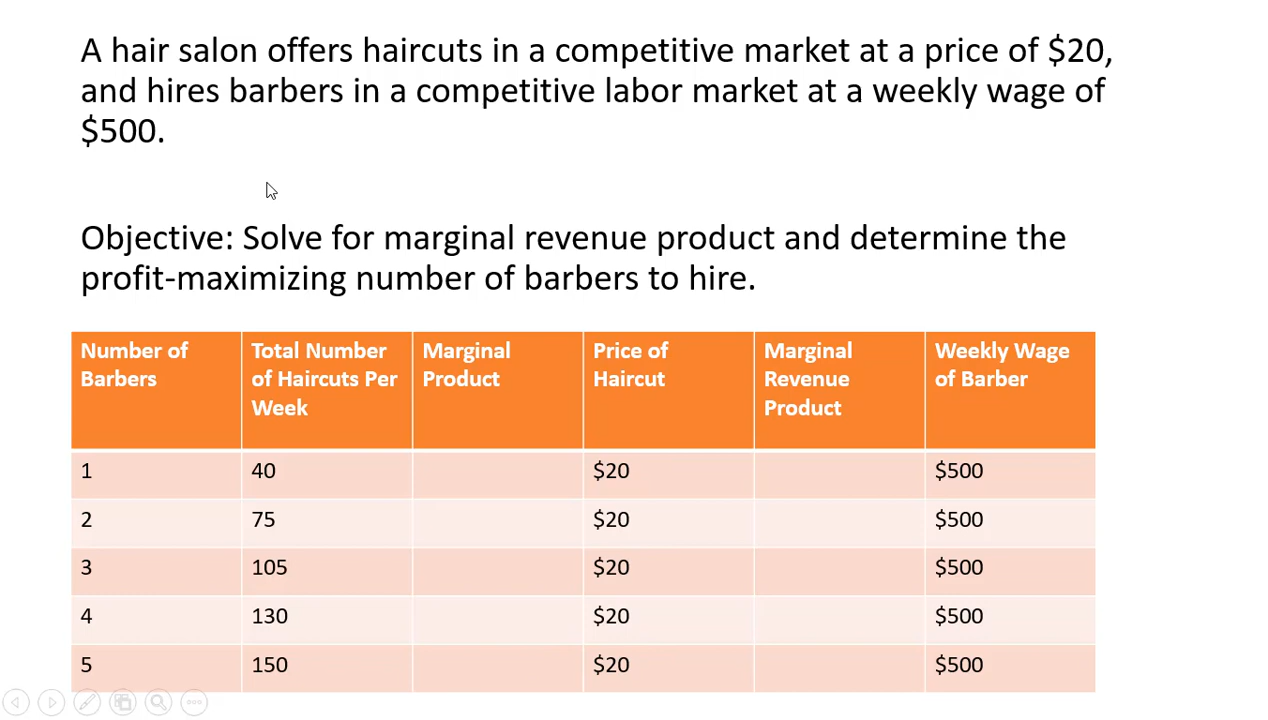 A hair salon offers haircuts in a competitive market at a price of $20,
and hires barbers in a competitive labor market at a weekly wage of
$500.
Objective: Solve for marginal revenue product and determine the
profit-maximizing number of barbers to hire.
Number of Barbers Total Number of Haircuts Per Week Marginal Product Price of Haircut Marginal Revenue Product Weekly Wage of Barber
1 40 $20 $500
2 75 $20 $500
3 105 $20 $500
4 130 $20 $500
5 150 $20 $500